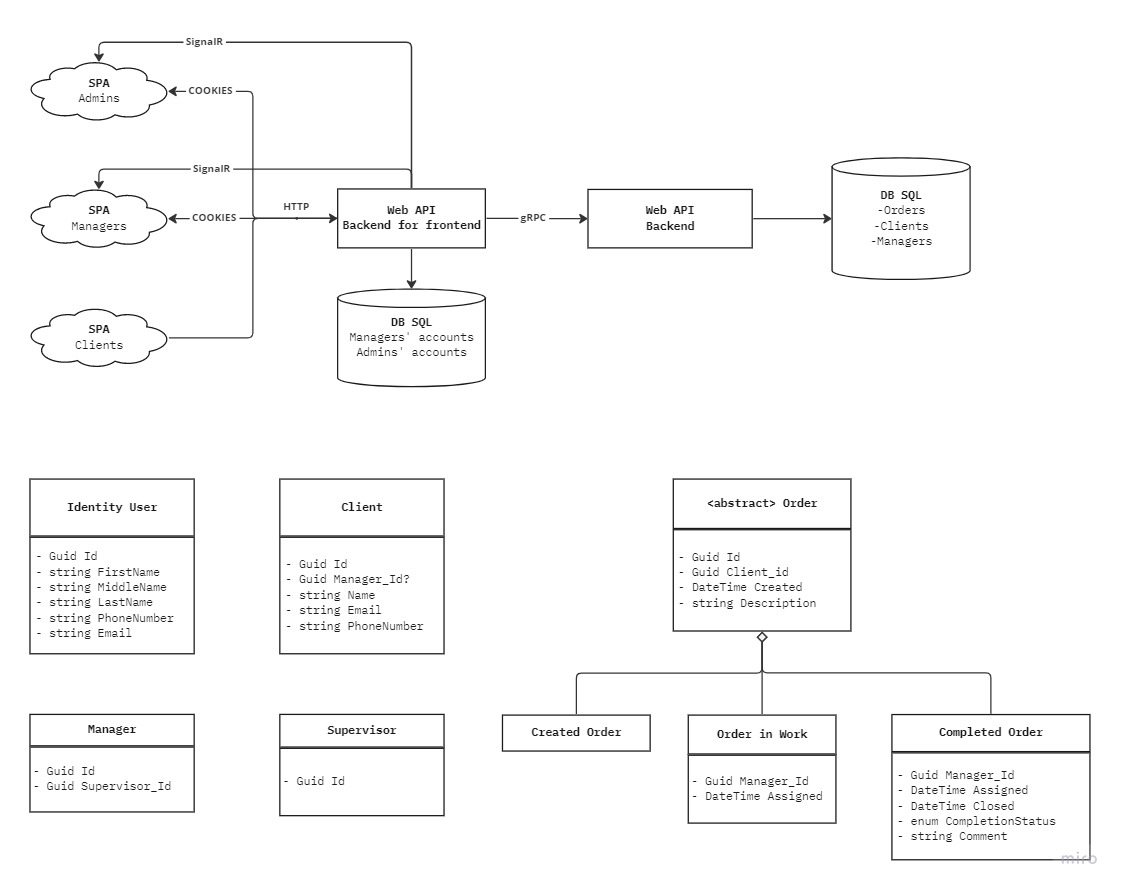 SignalR
SPA
Admins
COOKIES
SignalR
SPA
Managers
COOKIES
HTTP
Web API
Backend for frontend
gRPC
Web API
Backend
DB SQL
-Orders
-Clients
-Managers
SPA
Clients
DB SQL
Managers' accounts
Admins' accounts
Identity User
- Guid Id
- string FirstName
- string MiddleName
- string LastName
- string PhoneNumber
- string Email
Client
- Guid Id
- Guid Manager_Id?
- string Name
- string Email
- string PhoneNumber
<abstract> Order
- Guid Id
- Guid Client_id
- DateTime Created
- string Description
Manager
- Guid Id
- Guid Supervisor_Id
Supervisor
- Guid Id
Created Order
Order in Work
- Guid Manager_Id
- DateTime Assigned
Completed Order
- Guid Manager_Id
- DateTime Assigned
- DateTime Closed
- enum CompletionStatus
- string Comment
miro